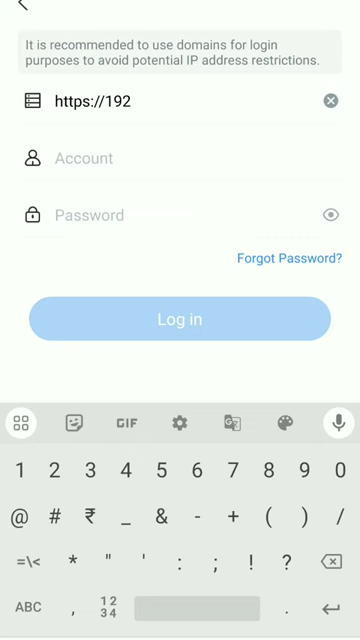 It is recommended to use domains for login
purposes to avoid potential IP address restrictions.
https://192
Account
Password
Forgot Password?
Log in
GIF
1 2 3 4 5 6 7 8 9 0
@ # ₹ _ & - + ( ) /
=\< * " ' : ; ! ?
ABC , 12 34 .